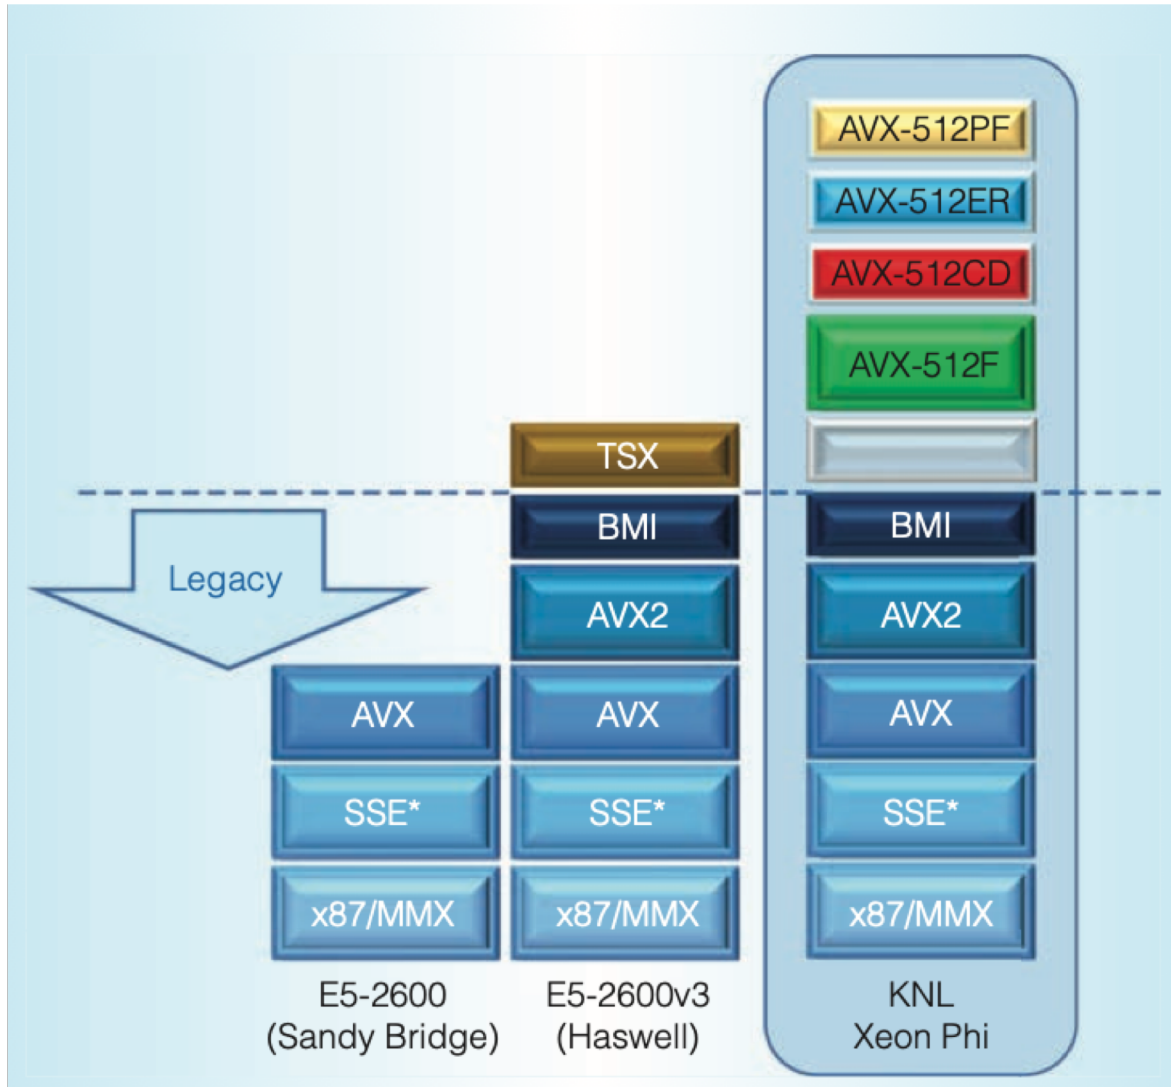 AVX-512PF
AVX-512ER
AVX-512CD
AVX-512F
TSX
BMI
BMI
Legacy
AVX2
AVX2
AVX
AVX
AVX
SSE*
SSE*
SSE*
x87/MMX
x87/MMX
x87/MMX
E5-2600
(Sandy Bridge)
E5-2600v3
(Haswell)
KNL
Xeon Phi